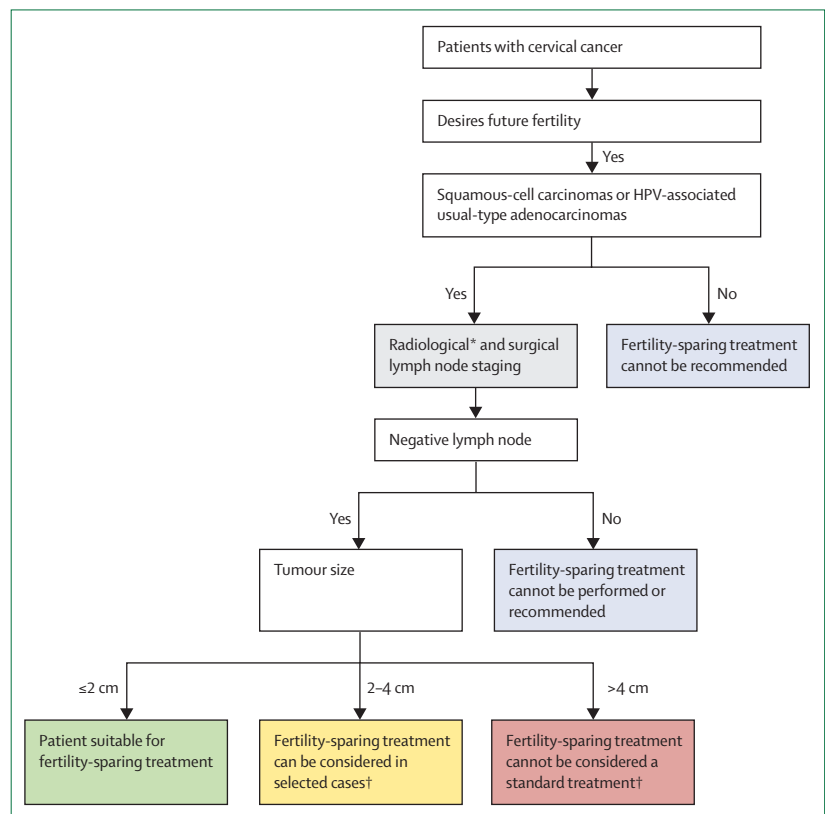 Patients with cervical cancer
Desires future fertility
Yes
Squamous-cell carcinomas or HPV-associated
usual-type adenocarcinomas
Yes
No
Radiological* and surgical
lymph node staging
Fertility-sparing treatment
cannot be recommended
Negative lymph node
Yes
No
Tumour size
Fertility-sparing treatment
cannot be performed or
recommended
≤2 cm
2–4 cm
>4 cm
Patient suitable for
fertility-sparing treatment
Fertility-sparing treatment
can be considered in
selected cases†
Fertility-sparing treatment
cannot be considered a
standard treatment†